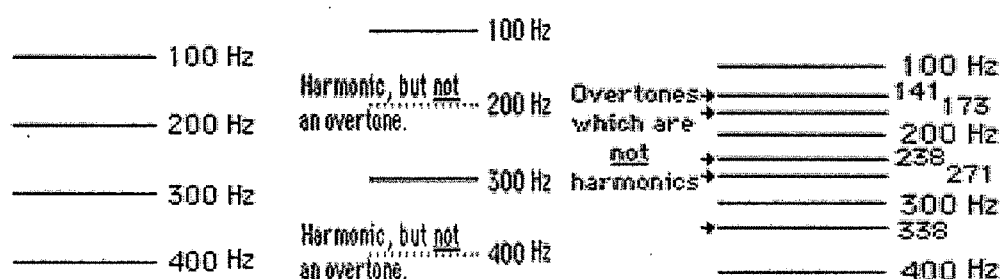 100 Hz
200 Hz
300 Hz
400 Hz
100 Hz
Harmonic, but not
an overtone.
200 Hz
300 Hz
Harmonic, but not
an overtone.
400 Hz
Overtones
which are
not
harmonics
100 Hz
141
173
200 Hz
238
271
300 Hz
338
400 Hz